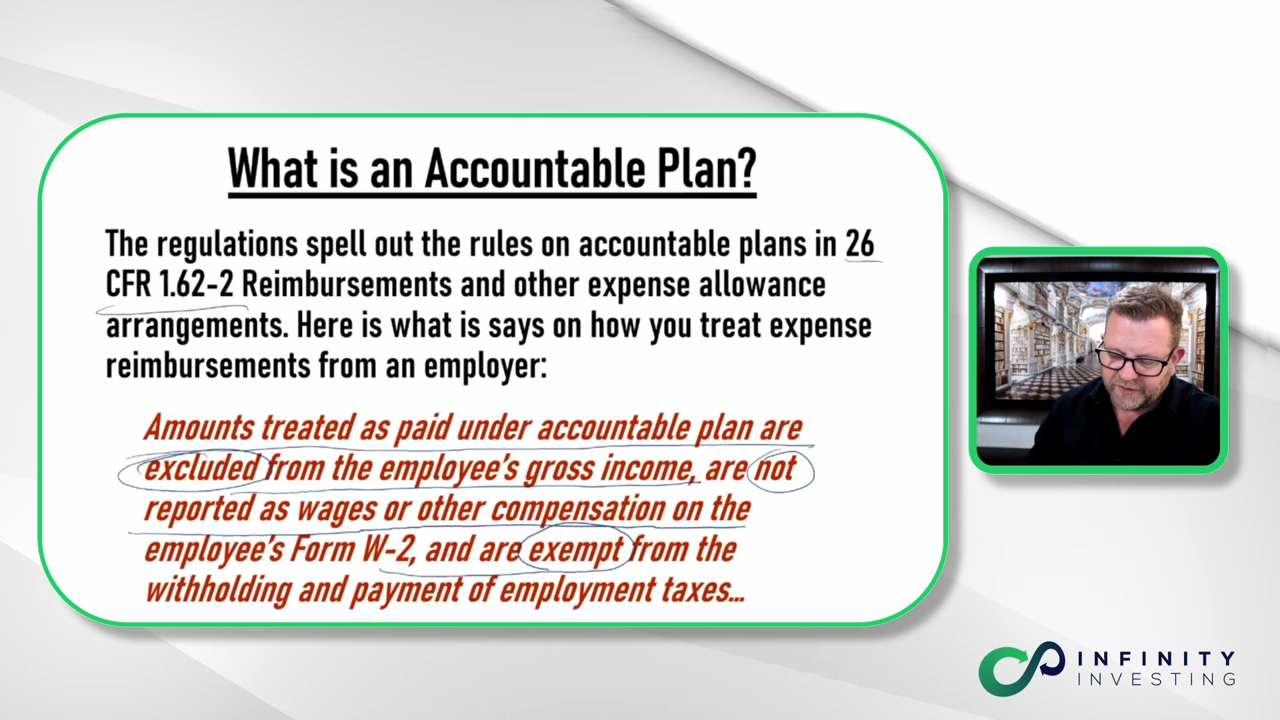 What is an Accountable Plan?
The regulations spell out the rules on accountable plans in 26
CFR 1.62-2 Reimbursements and other expense allowance
arrangements. Here is what is says on how you treat expense
reimbursements from an employer:
Amounts treated as paid under accountable plan are
excluded from the employee's gross income, are not
reported as wages or other compensation on the
employee's Form W-2, and are exempt from the
withholding and payment of employment taxes...
INFINITY
INVESTING